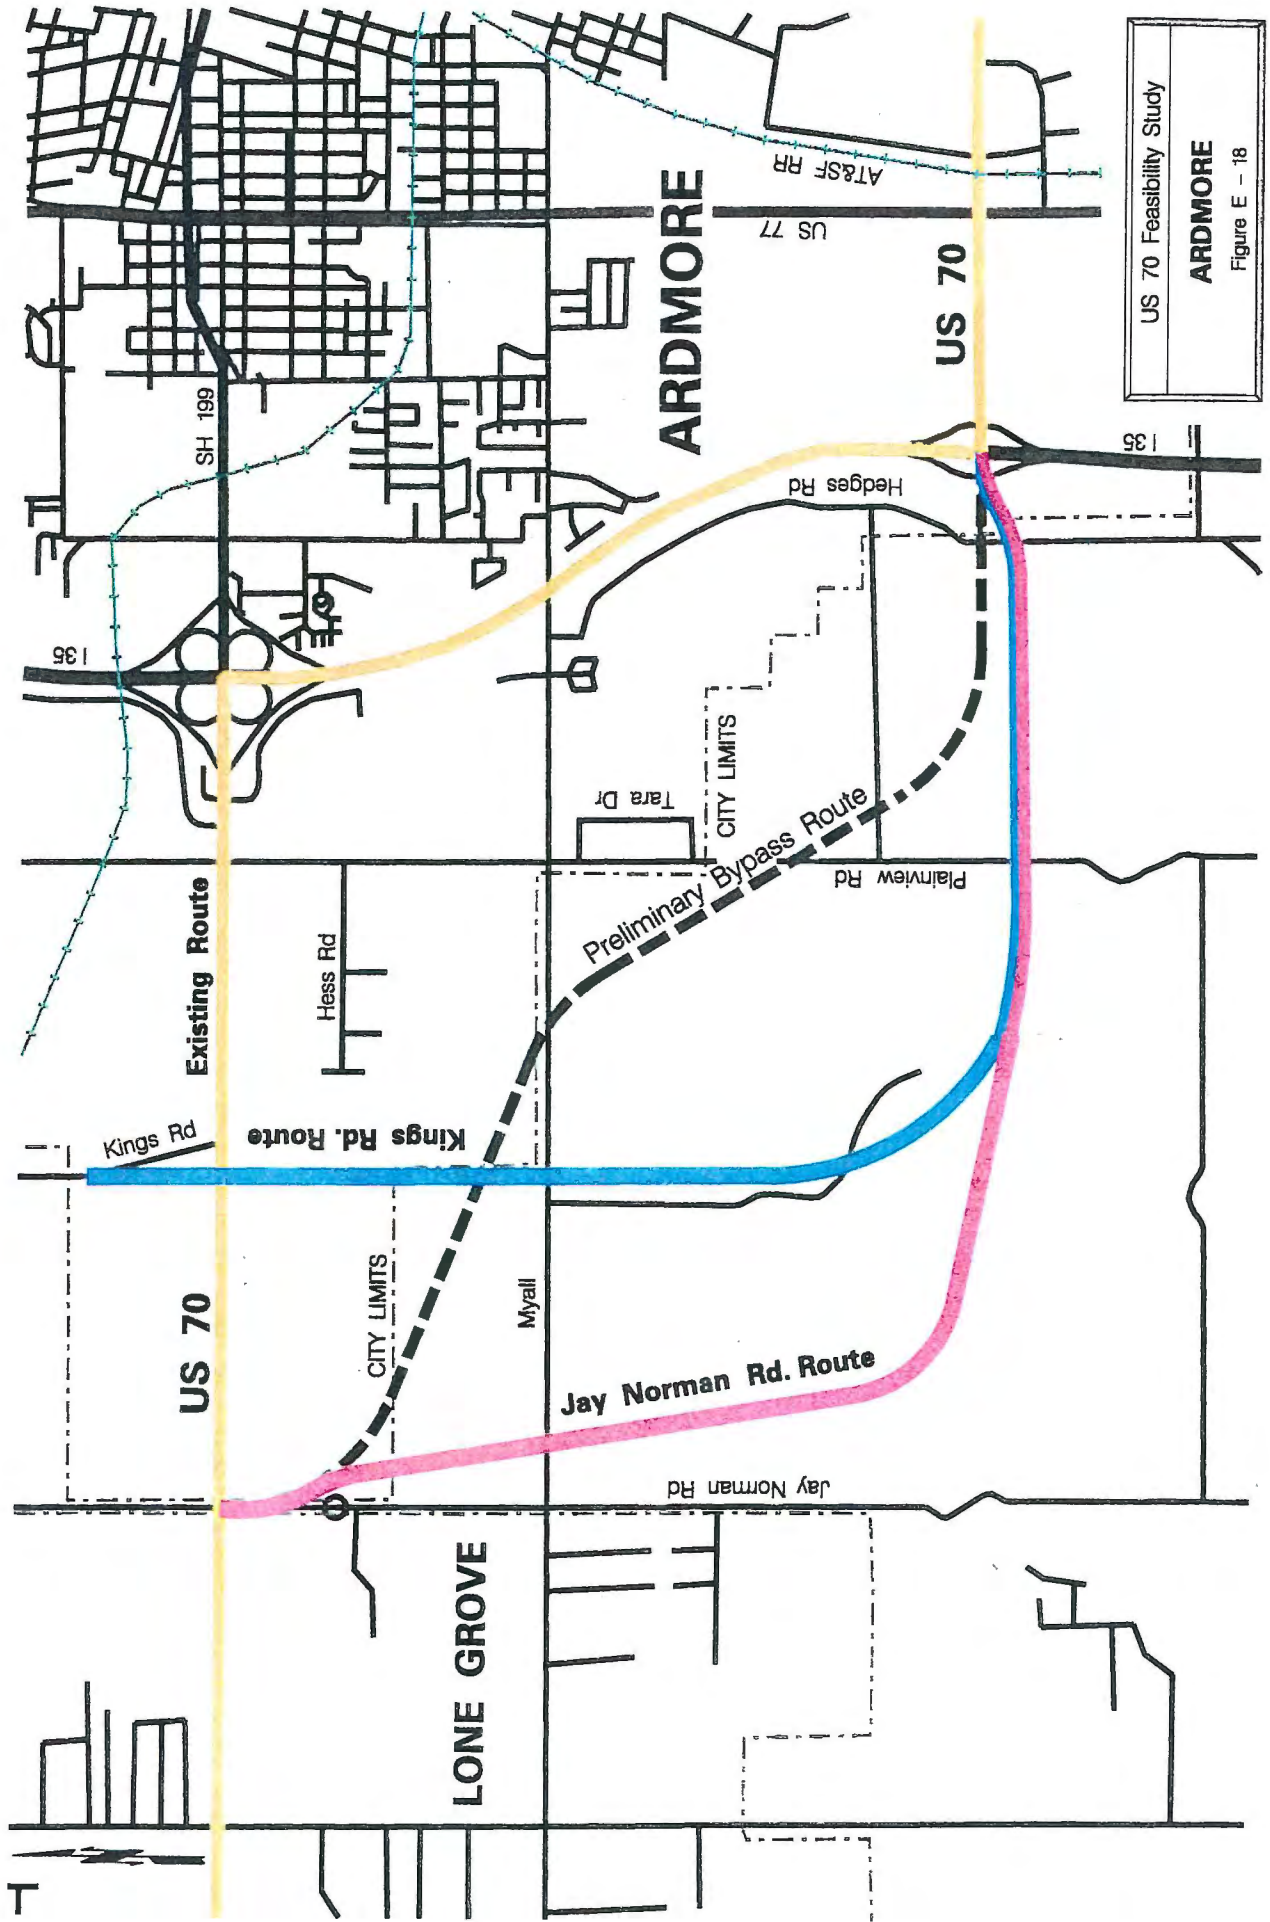 US 70 Feasibility Study
ARDMORE
Figure E - 18
T
LONE GROVE
US 70
Existing Route
Kings Rd
Kings Rd. Route
Hess Rd
CITY LIMITS
Myall
Jay Norman Rd. Route
Jay Norman Rd
Preliminary Bypass Route
Plainview Rd
Tara Dr
CITY LIMITS
I 35
SH 199
Hedges Rd
ARDMORE
US 70
I 35
US 77
AT&SF RR